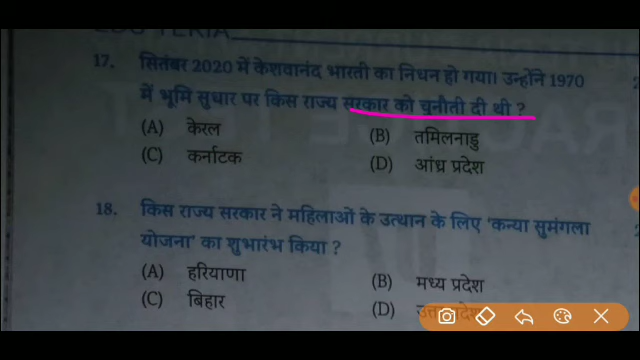 17. सितंबर 2020 में केशवानंद भारती का निधन हो गया। उन्होंने 1970
में भूमि सुधार पर किस राज्य सरकार को चुनौती दी थी ?
(A) केरल (B) तमिलनाडु
(C) कर्नाटक (D) आंध्र प्रदेश
18. किस राज्य सरकार ने महिलाओं के उत्थान के लिए 'कन्या सुमंगला
योजना' का शुभारंभ किया ?
(A) हरियाणा (B) मध्य प्रदेश
(C) बिहार (D)